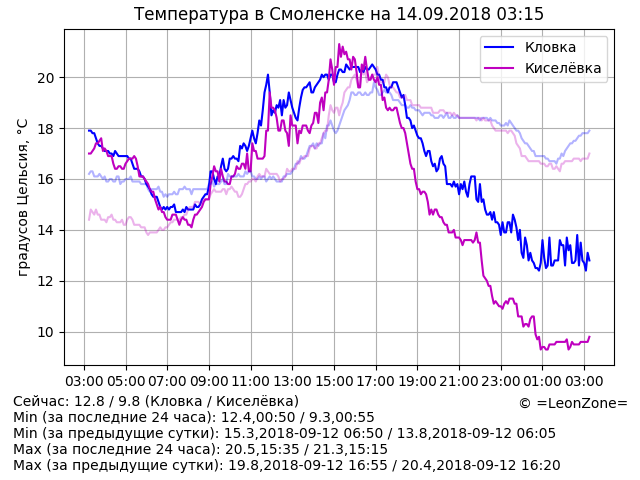 Температура в Смоленске на 14.09.2018 03:15
Кловка
Киселёвка
градусов Цельсия, °C
20
18
16
14
12
10
03:00 05:00 07:00 09:00 11:00 13:00 15:00 17:00 19:00 21:00 23:00 01:00 03:00
Сейчас: 12.8 / 9.8 (Кловка / Киселёвка)
© =LeonZone=
Min (за последние 24 часа): 12.4,00:50 / 9.3,00:55
Min (за предыдущие сутки): 15.3,2018-09-12 06:50 / 13.8,2018-09-12 06:05
Max (за последние 24 часа): 20.5,15:35 / 21.3,15:15
Max (за предыдущие сутки): 19.8,2018-09-12 16:55 / 20.4,2018-09-12 16:20